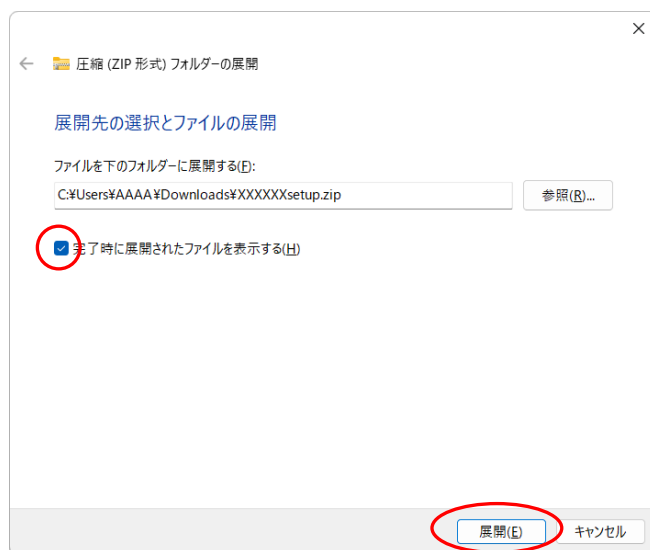 圧縮 (ZIP 形式) フォルダーの展開
展開先の選択とファイルの展開
ファイルを下のフォルダーに展開する(F):
C:¥Users¥AAAA¥Downloads¥XXXXXXsetup.zip
参照(R)...
完了時に展開されたファイルを表示する(H)
展開(E)
キャンセル